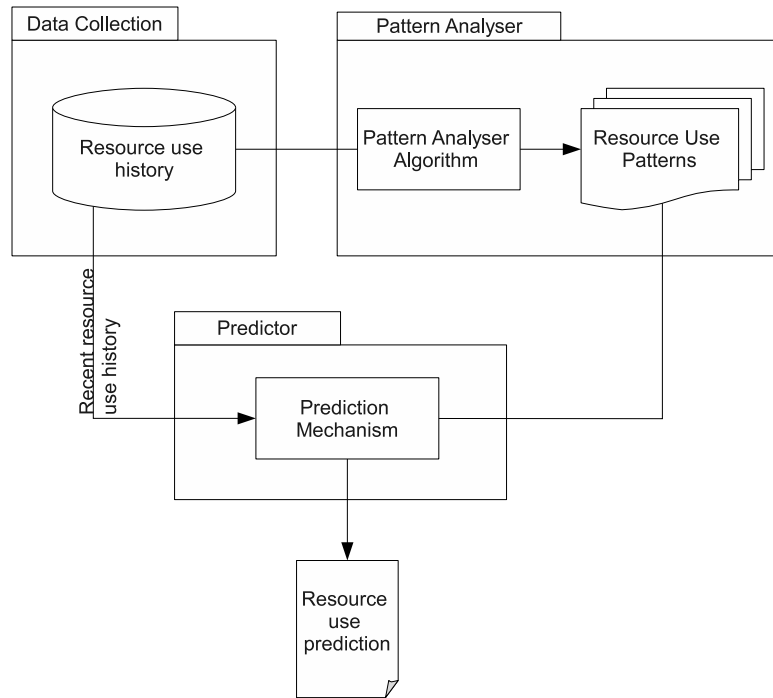 Data Collection
Pattern Analyser
Resource use
history
Pattern Analyser
Algorithm
Resource Use
Patterns
Recent resource
use history
Predictor
Prediction
Mechanism
Resource
use
prediction